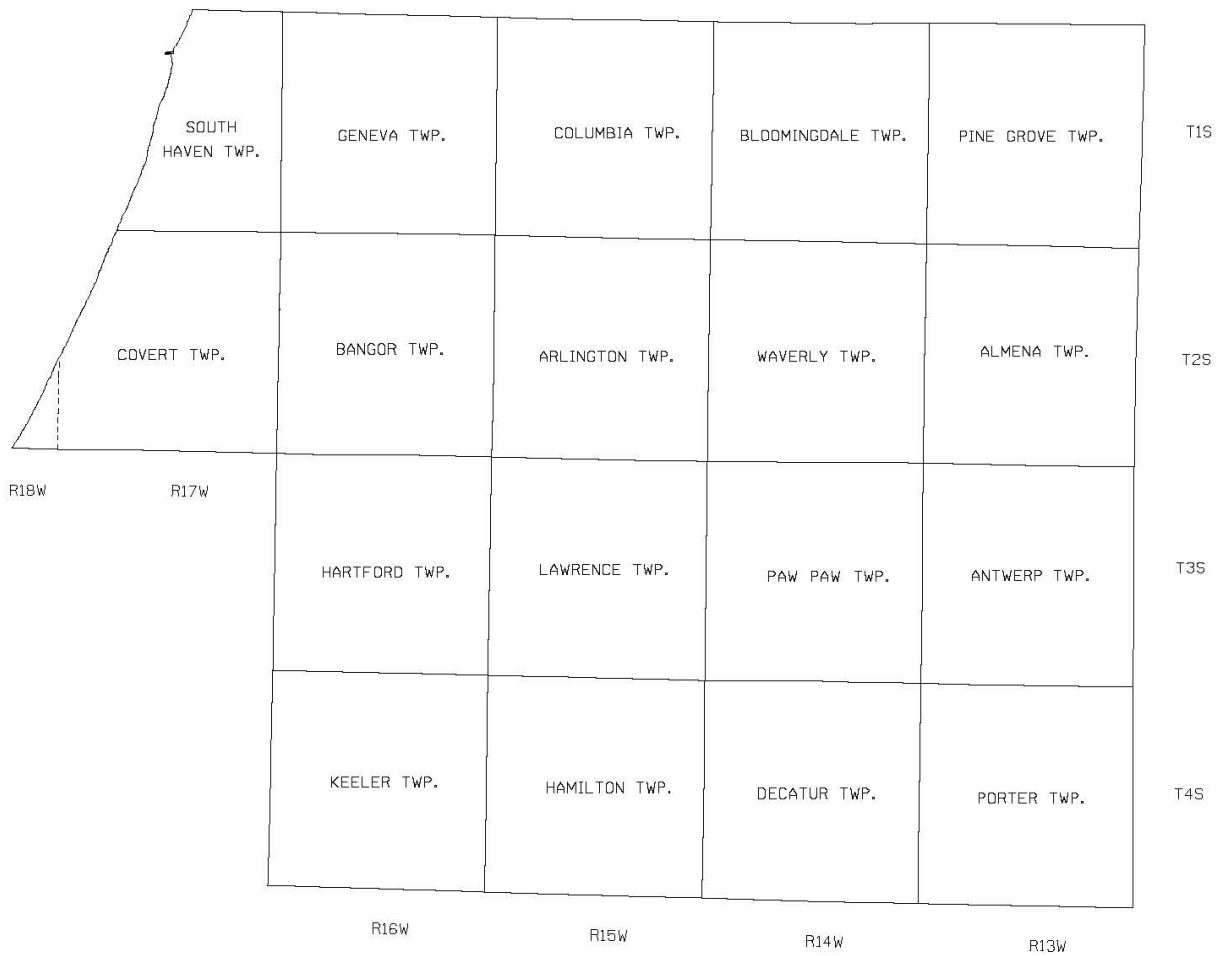 SOUTH
HAVEN TWP.
GENEVA TWP.
COLUMBIA TWP.
BLOOMINGDALE TWP.
PINE GROVE TWP.
T1S
COVERT TWP.
BANGOR TWP.
ARLINGTON TWP.
WAVERLY TWP.
ALMENA TWP.
T2S
R18W
R17W
HARTFORD TWP.
LAWRENCE TWP.
PAW PAW TWP.
ANTWERP TWP.
T3S
KEELER TWP.
HAMILTON TWP.
DECATUR TWP.
PORTER TWP.
T4S
R16W
R15W
R14W
R13W